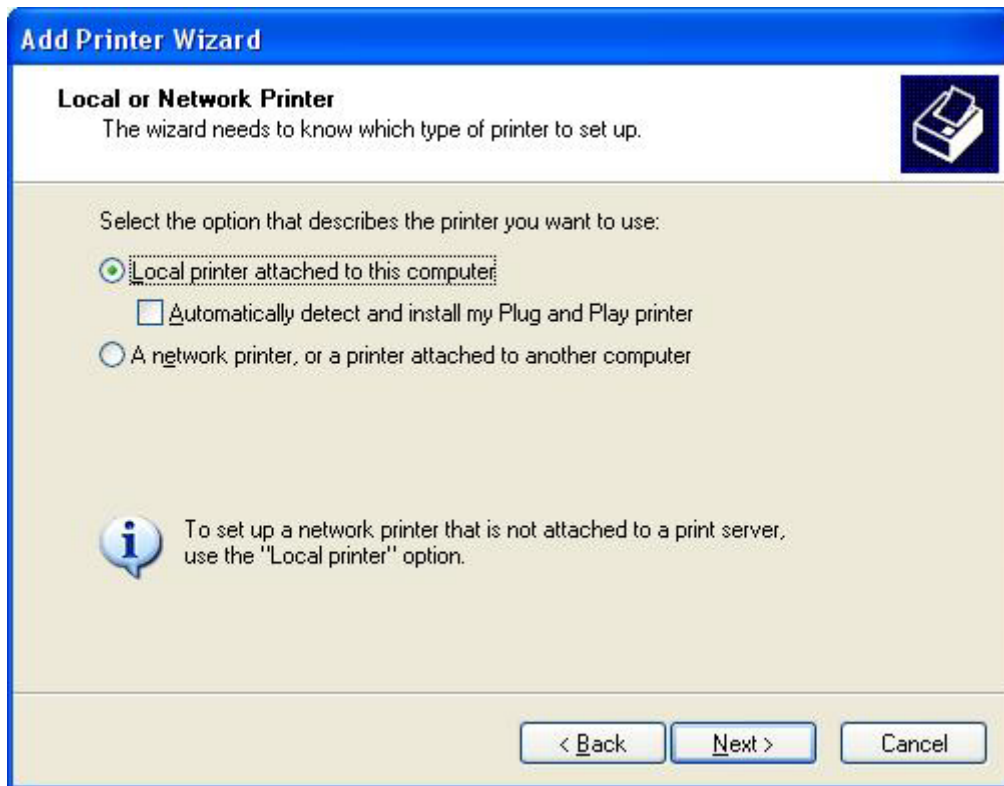 Add Printer Wizard
Local or Network Printer
The wizard needs to know which type of printer to set up.
Select the option that describes the printer you want to use:
Local printer attached to this computer
Automatically detect and install my Plug and Play printer
A network printer, or a printer attached to another computer
To set up a network printer that is not attached to a print server,
use the "Local printer" option.
< Back Next > Cancel